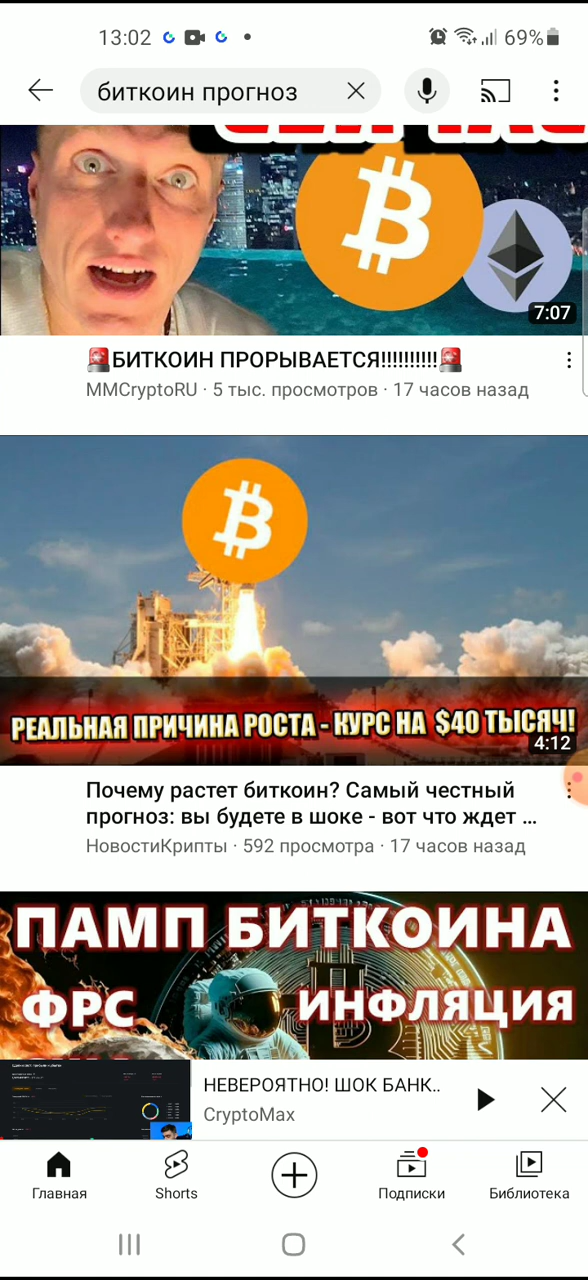 13:02
69%
биткоин прогноз
7:07
🚨БИТКОИН ПРОРЫВАЕТСЯ!!!!!!!!!!🚨
MMCryptoRU · 5 тыс. просмотров · 17 часов назад
РЕАЛЬНАЯ ПРИЧИНА РОСТА - КУРС НА $40 ТЫСЯЧ!
4:12
Почему растет биткоин? Самый честный
прогноз: вы будете в шоке - вот что ждет ...
НовостиКрипты · 592 просмотра · 17 часов назад
ПАМП БИТКОИНА
ФРС ИНФЛЯЦИЯ
НЕВЕРОЯТНО! ШОК БАНК..
CryptoMax
Главная
Shorts
Подписки
Библиотека